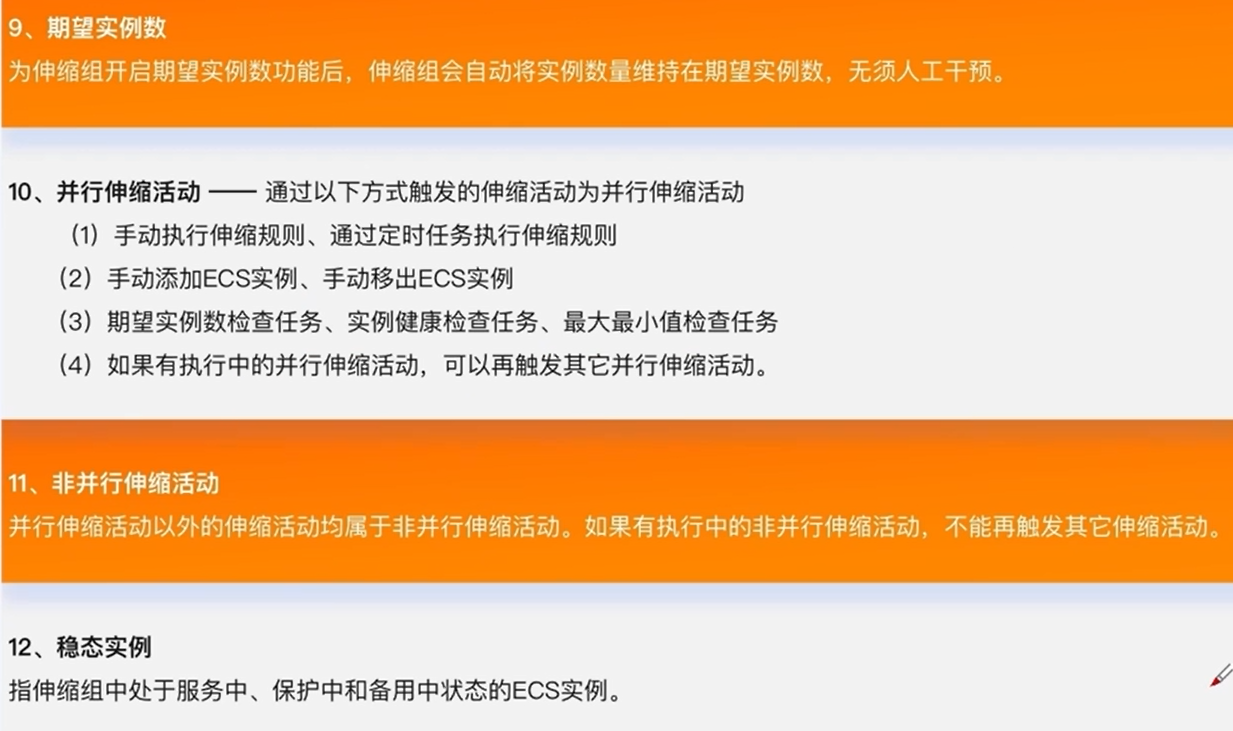 9、期望实例数
为伸缩组开启期望实例数功能后，伸缩组会自动将实例数量维持在期望实例数，无须人工干预。
10、并行伸缩活动 —— 通过以下方式触发的伸缩活动为并行伸缩活动
（1）手动执行伸缩规则、通过定时任务执行伸缩规则
（2）手动添加ECS实例、手动移出ECS实例
（3）期望实例数检查任务、实例健康检查任务、最大最小值检查任务
（4）如果有执行中的并行伸缩活动，可以再触发其它并行伸缩活动。
11、非并行伸缩活动
并行伸缩活动以外的伸缩活动均属于非并行伸缩活动。如果有执行中的非并行伸缩活动，不能再触发其它伸缩活动。
12、稳态实例
指伸缩组中处于服务中、保护中和备用中状态的ECS实例。